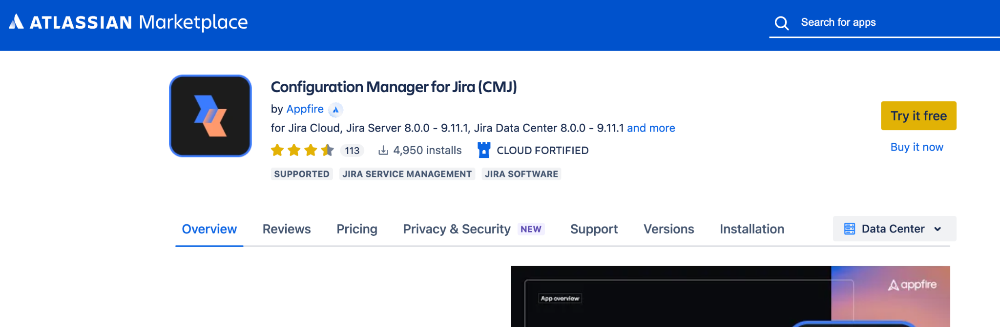 ATLASSIAN Marketplace
Search for apps
Configuration Manager for Jira (CMJ)
by Appfire
for Jira Cloud, Jira Server 8.0.0 - 9.11.1, Jira Data Center 8.0.0 - 9.11.1 and more
113 4,950 installs CLOUD FORTIFIED
SUPPORTED JIRA SERVICE MANAGEMENT JIRA SOFTWARE
Try it free
Buy it now
Overview Reviews Pricing Privacy & Security NEW Support Versions Installation Data Center
appfire
App overview